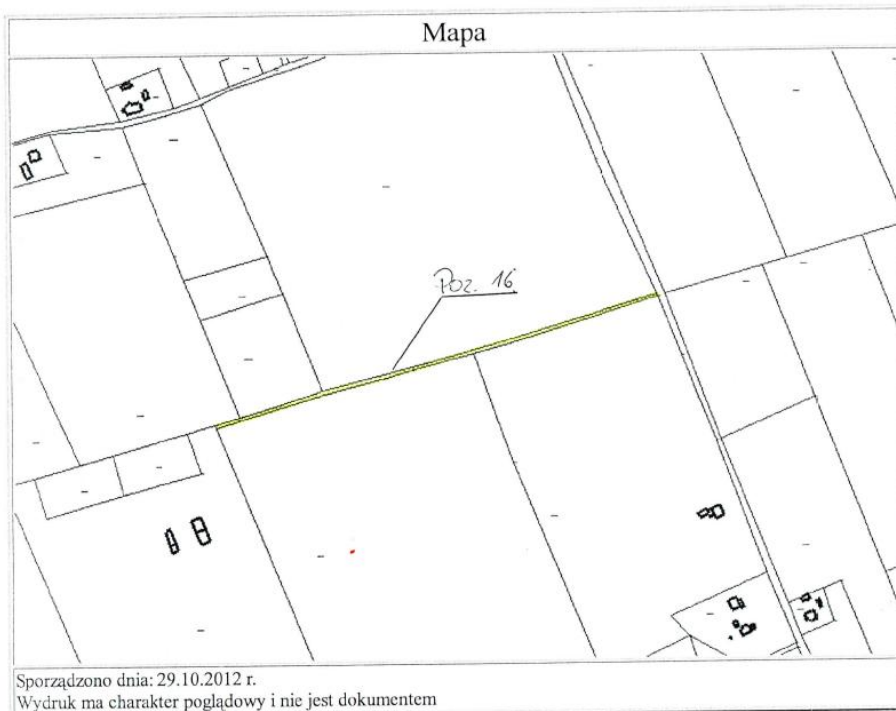 Mapa
Poz. 16
Sporządzono dnia: 29.10.2012 r.
Wydruk ma charakter poglądowy i nie jest dokumentem